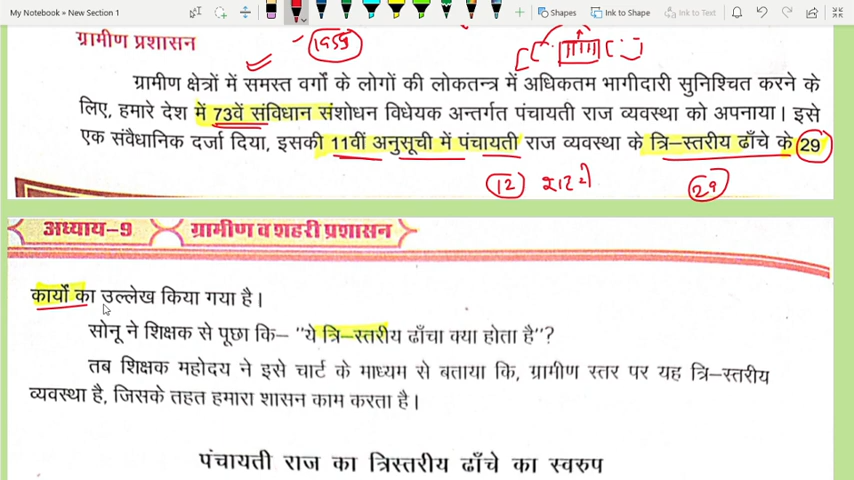 My Notebook » New Section 1
Shapes
Ink to Shape
Ink to Text
ग्रामीण प्रशासन
1959
ग्रामीण क्षेत्रों में समस्त वर्गों के लोगों की लोकतन्त्र में अधिकतम भागीदारी सुनिश्चित करने के
लिए, हमारे देश में 73वें संविधान संशोधन विधेयक अन्तर्गत पंचायती राज व्यवस्था को अपनाया। इसे
एक संवैधानिक दर्जा दिया, इसकी 11वीं अनुसूची में पंचायती राज व्यवस्था के त्रि–स्तरीय ढाँचे के 29
12 शहरी 29
अध्याय–9 ग्रामीण व शहरी प्रशासन
कार्यों का उल्लेख किया गया है।
सोनू ने शिक्षक से पूछा कि– "ये त्रि–स्तरीय ढाँचा क्या होता है"?
तब शिक्षक महोदय ने इसे चार्ट के माध्यम से बताया कि, ग्रामीण स्तर पर यह त्रि–स्तरीय
व्यवस्था है, जिसके तहत हमारा शासन काम करता है।
पंचायती राज का त्रिस्तरीय ढाँचे का स्वरुप